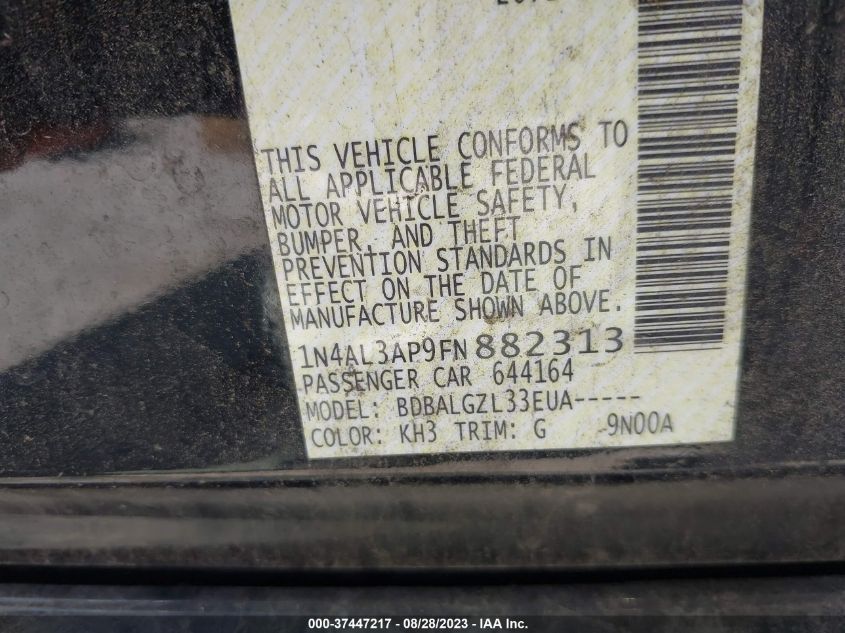 THIS VEHICLE CONFORMS TO
ALL APPLICABLE FEDERAL
MOTOR VEHICLE SAFETY,
BUMPER, AND THEFT
PREVENTION STANDARDS IN
EFFECT ON THE DATE OF
MANUFACTURE SHOWN ABOVE.
1N4AL3AP9FN882313
PASSENGER CAR 644164
MODEL: BDBALGZL33EUA-----
COLOR: KH3 TRIM: G -9N00A
000-37447217 - 08/28/2023 - IAA Inc.